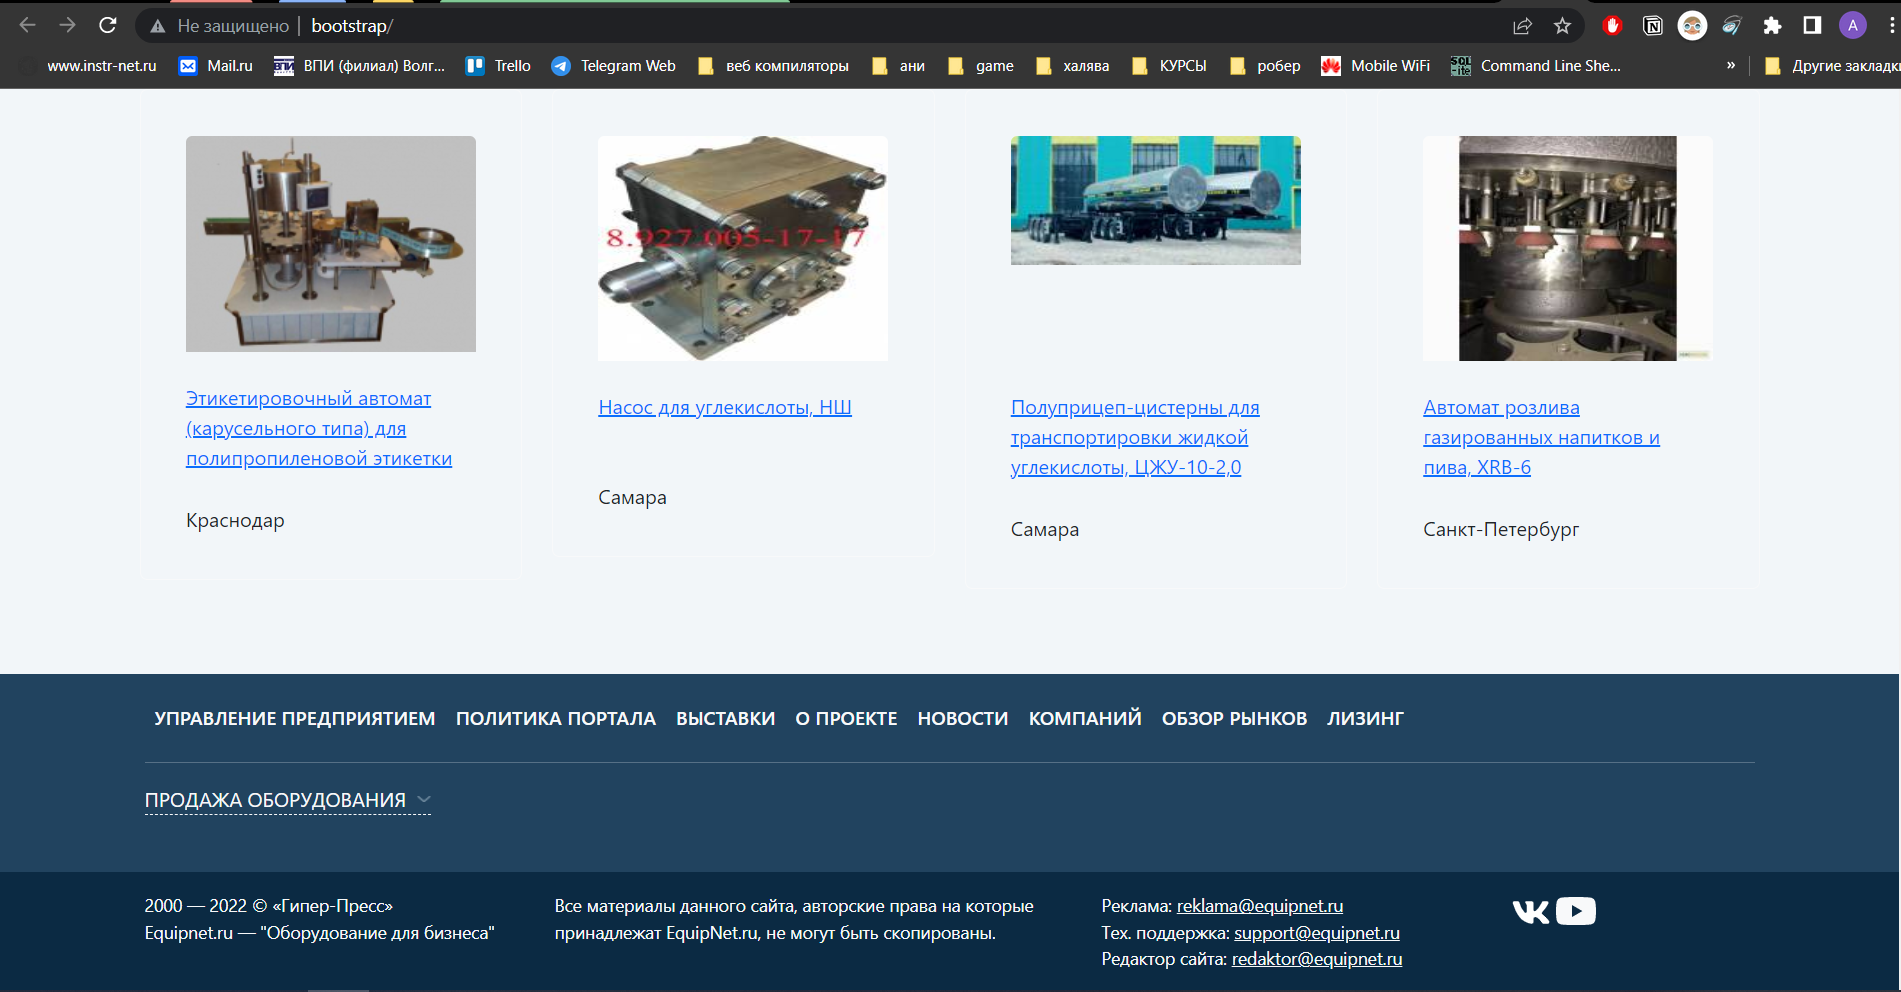 Не защищено | bootstrap/
A
www.instr-net.ru Mail.ru ВПИ (филиал) Волг... Trello Telegram Web веб компиляторы ани game халява КУРСЫ робер Mobile WiFi Command Line She... » Другие закладки
8.927.005-17-17
Этикетировочный автомат
(карусельного типа) для
полипропиленовой этикетки
Краснодар
Насос для углекислоты, НШ
Самара
Полуприцеп-цистерны для
транспортировки жидкой
углекислоты, ЦЖУ-10-2,0
Самара
Автомат розлива
газированных напитков и
пива, XRB-6
Санкт-Петербург
УПРАВЛЕНИЕ ПРЕДПРИЯТИЕМ ПОЛИТИКА ПОРТАЛА ВЫСТАВКИ О ПРОЕКТЕ НОВОСТИ КОМПАНИЙ ОБЗОР РЫНКОВ ЛИЗИНГ
ПРОДАЖА ОБОРУДОВАНИЯ
2000 — 2022 © «Гипер-Пресс»
Equipnet.ru — "Оборудование для бизнеса"
Все материалы данного сайта, авторские права на которые
принадлежат EquipNet.ru, не могут быть скопированы.
Реклама: reklama@equipnet.ru
Тех. поддержка: support@equipnet.ru
Редактор сайта: redaktor@equipnet.ru